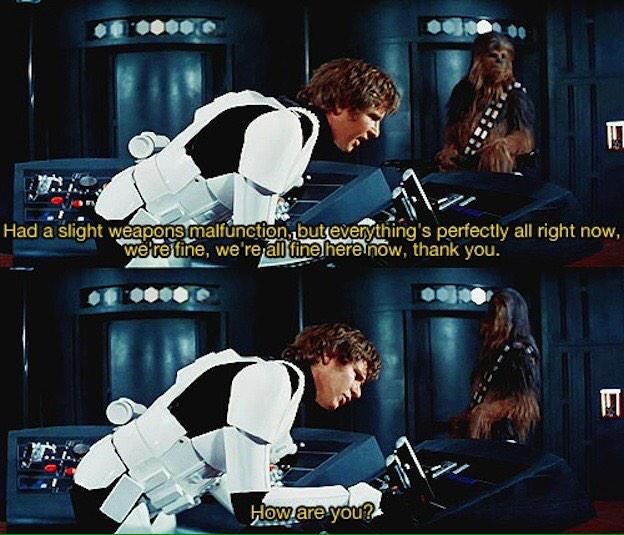 Had a slight weapons malfunction, but everything's perfectly all right now,
we're fine, we're all fine here now, thank you.
How are you?